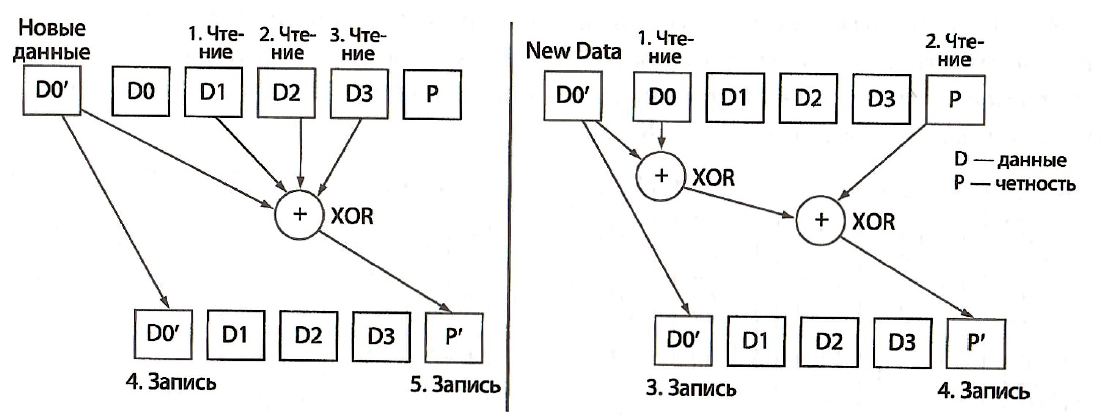 Новые
данные
1. Чте-
ние
2. Чте-
ние
3. Чте-
ние
D0' D0 D1 D2 D3 P
+ XOR
D0' D1 D2 D3 P'
4. Запись 5. Запись
New Data
1. Чте-
ние
2. Чте-
ние
D0' D0 D1 D2 D3 P
D — данные
P — четность
+ XOR
+ XOR
D0' D1 D2 D3 P'
3. Запись 4. Запись